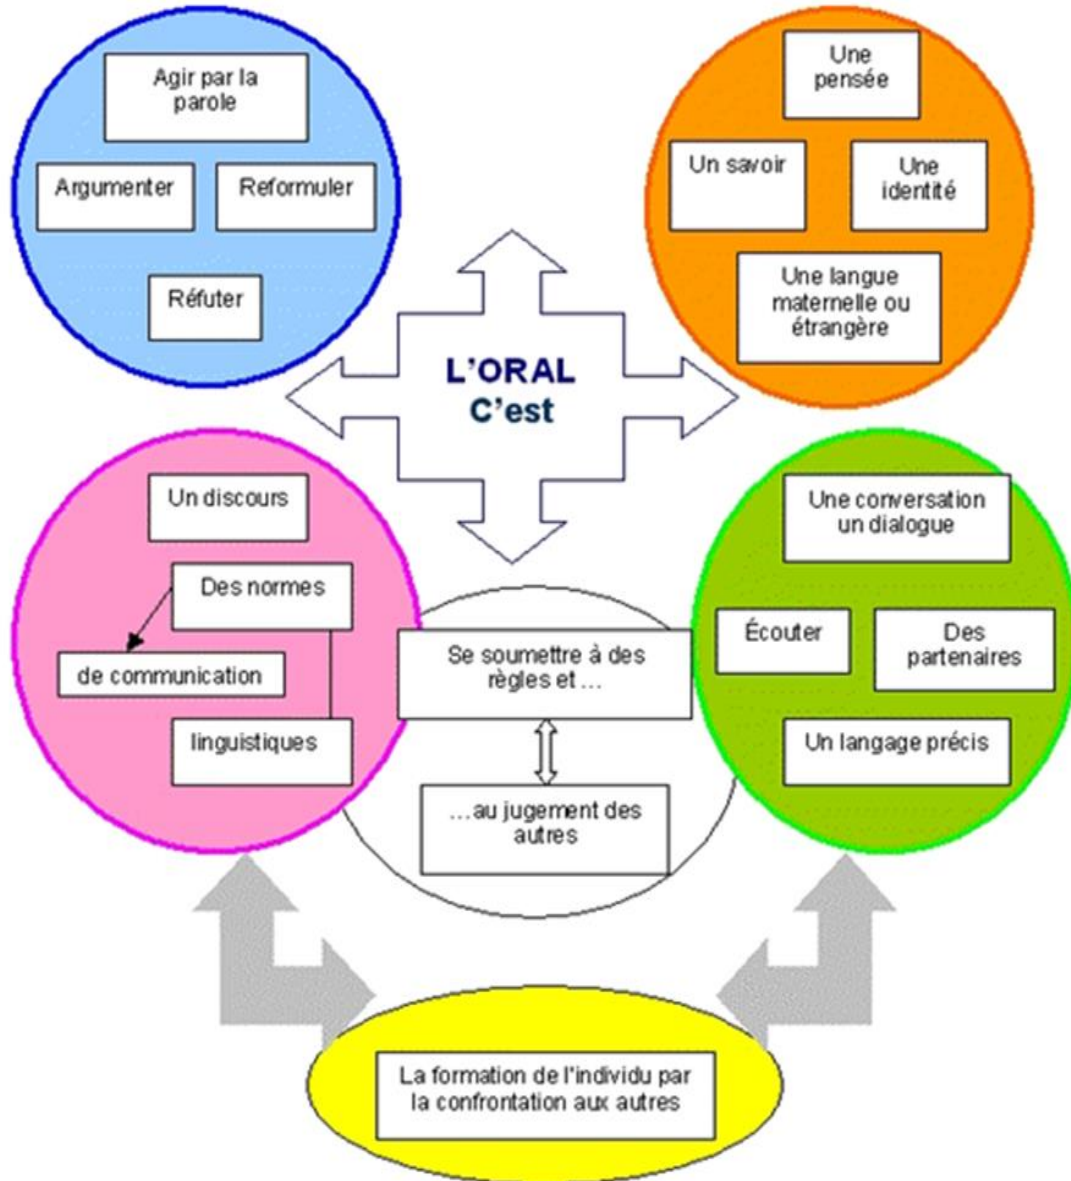 Agir par la
parole
Argumenter
Reformuler
Réfuter
Une
pensée
Un savoir
Une
identité
Une langue
maternelle ou
étrangère
L'ORAL
C'est
Un discours
Des normes
de communication
linguistiques
Se soumettre à des
règles et ...
...au jugement des
autres
Une conversation
un dialogue
Écouter
Des
partenaires
Un langage précis
La formation de l'individu par
la confrontation aux autres